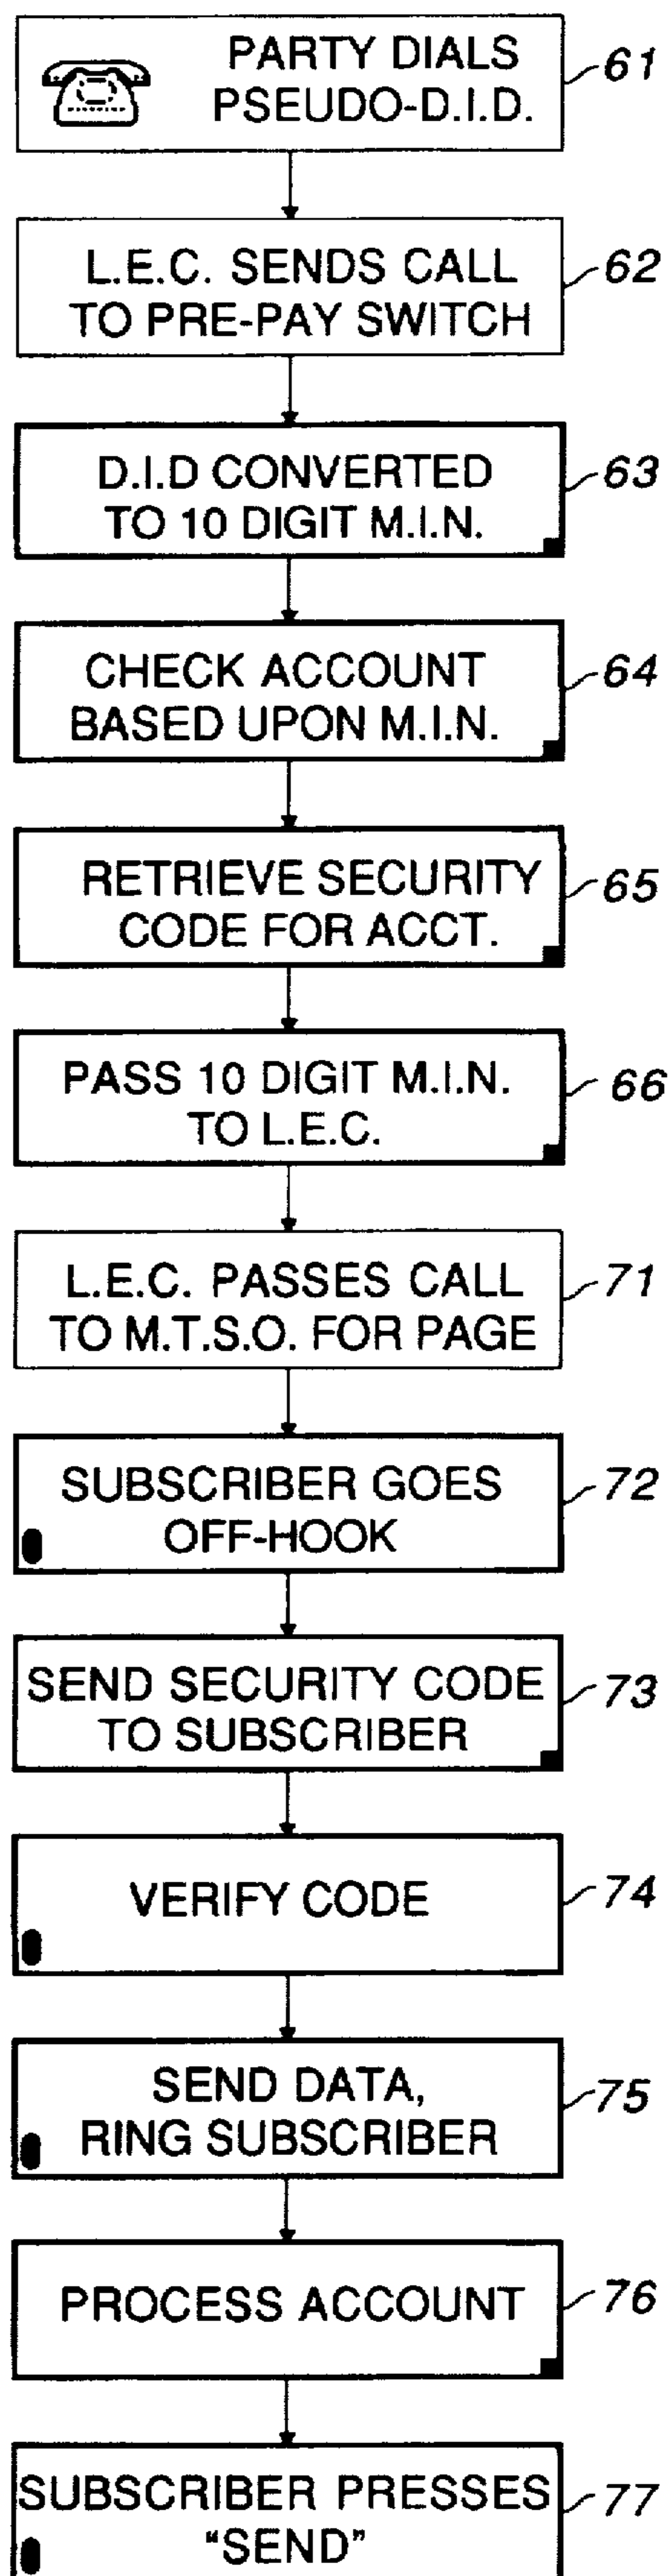 PARTY DIALS
PSEUDO-D.I.D.
61
L.E.C. SENDS CALL
TO PRE-PAY SWITCH
62
D.I.D CONVERTED
TO 10 DIGIT M.I.N.
63
CHECK ACCOUNT
BASED UPON M.I.N.
64
RETRIEVE SECURITY
CODE FOR ACCT.
65
PASS 10 DIGIT M.I.N.
TO L.E.C.
66
L.E.C. PASSES CALL
TO M.T.S.O. FOR PAGE
71
SUBSCRIBER GOES
OFF-HOOK
72
SEND SECURITY CODE
TO SUBSCRIBER
73
VERIFY CODE
74
SEND DATA,
RING SUBSCRIBER
75
PROCESS ACCOUNT
76
SUBSCRIBER PRESSES
"SEND"
77